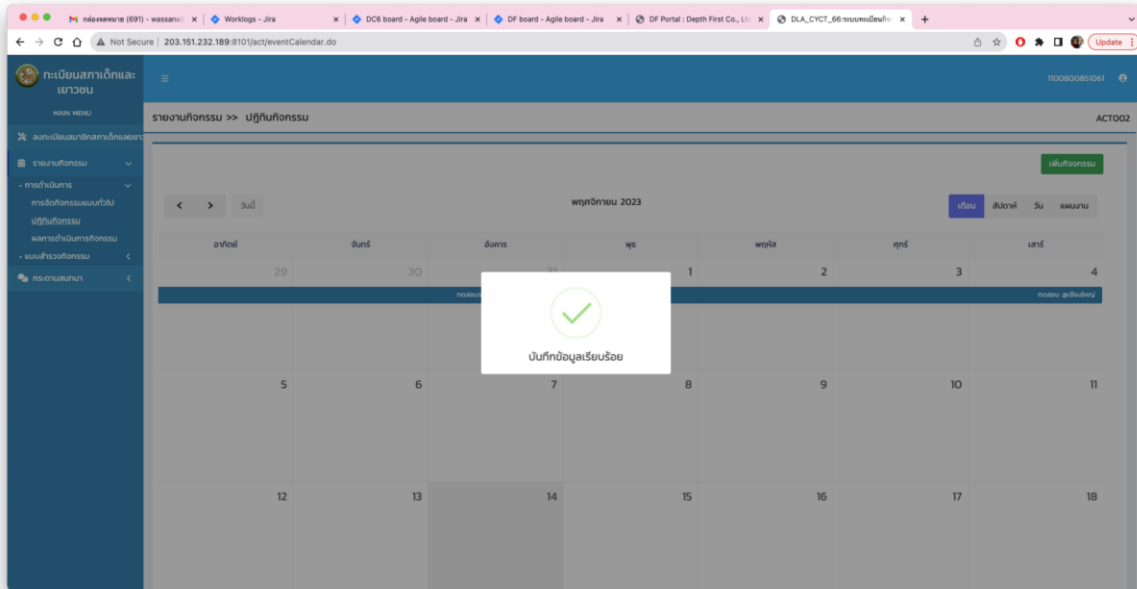 กล่องจดหมาย (691) - wassana
Worklogs - Jira
DC6 board - Agile board - Jira
DF board - Agile board - Jira
DF Portal : Depth First Co., Ltd
DLA_CYCT_66:ระบบทะเบียนกิจ
Not Secure | 203.151.232.189:8101/act/eventCalendar.do
Update
ทะเบียนสภาเด็กและ
เยาวชน
1100800851061
MAIN MENU
รายงานกิจกรรม >> ปฏิทินกิจกรรม
ACT002
ลงทะเบียนสมาชิกสภาเด็กและเยาว
รายงานกิจกรรม
เพิ่มกิจกรรม
การดำเนินการ
การจัดกิจกรรมแบบทั่วไป
ปฏิทินกิจกรรม
ผลการดำเนินการกิจกรรม
แบบสำรวจกิจกรรม
กระดานสนทนา
< > วันนี้
พฤศจิกายน 2023
เดือน สัปดาห์ วัน แผนงาน
อาทิตย์ จันทร์ อังคาร พุธ พฤหัส ศุกร์ เสาร์
29 30 31 1 2 3 4
ทดสอบ
ทดสอบ
บันทึกข้อมูลเรียบร้อย
5 6 7 8 9 10 11
12 13 14 15 16 17 18